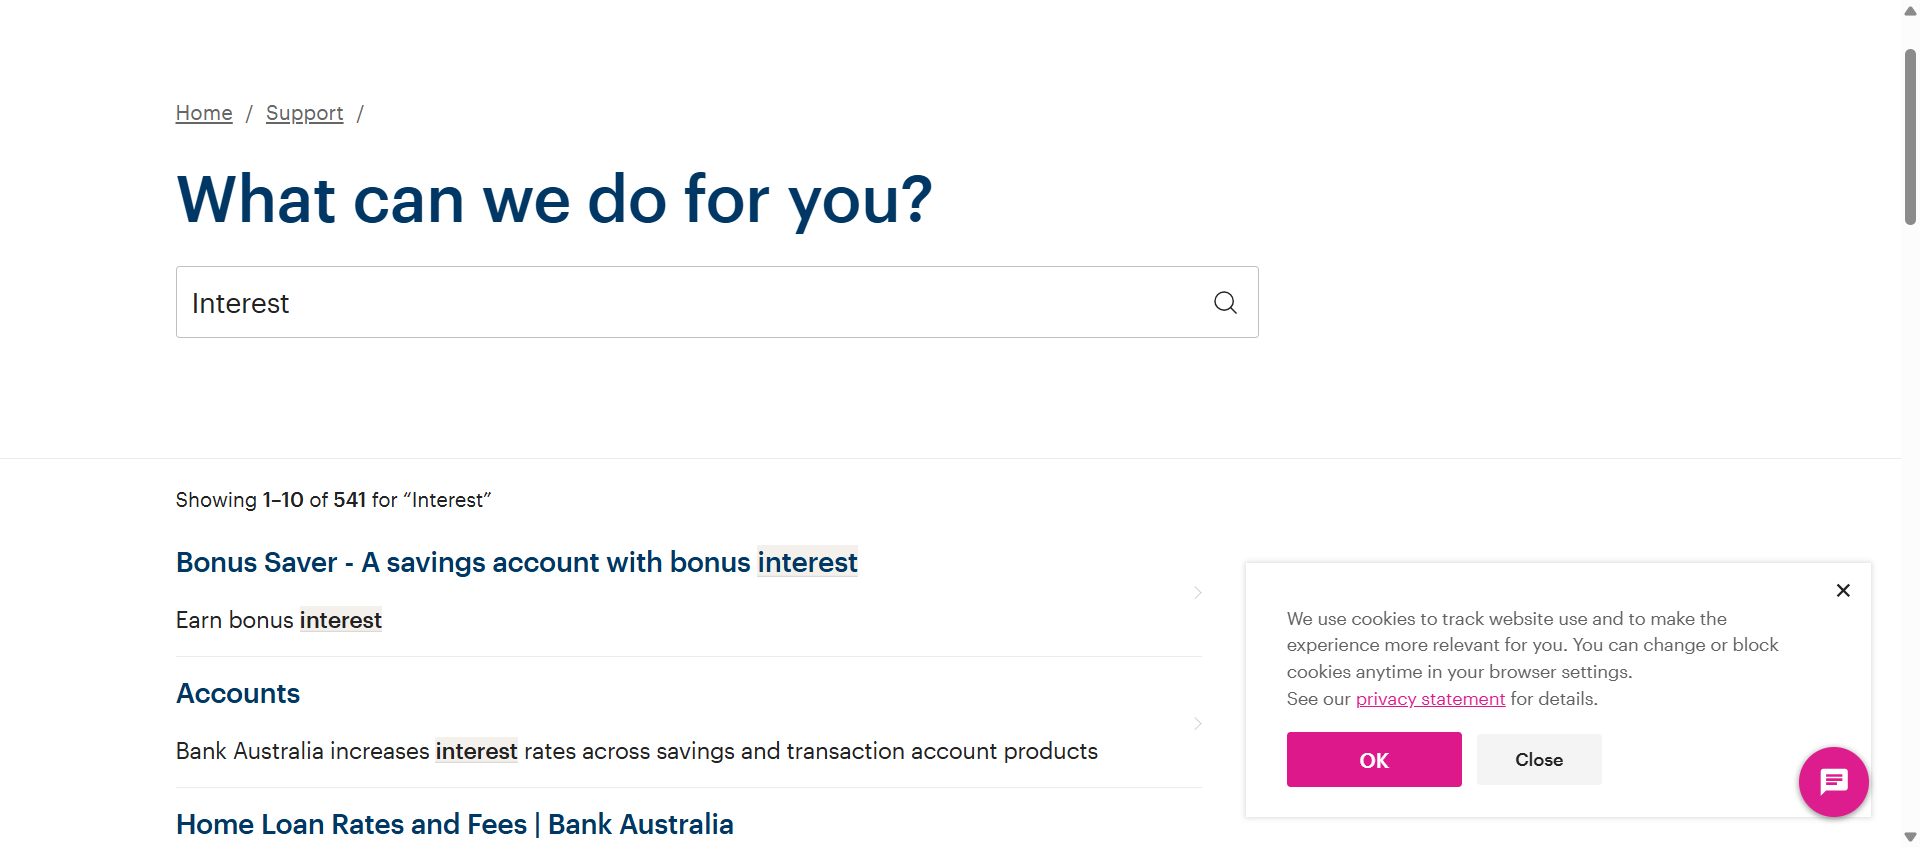 Home / Support /
What can we do for you?
Interest
Showing 1–10 of 541 for “Interest”
Bonus Saver - A savings account with bonus interest
Earn bonus interest
Accounts
Bank Australia increases interest rates across savings and transaction account products
Home Loan Rates and Fees | Bank Australia
We use cookies to track website use and to make the
experience more relevant for you. You can change or block
cookies anytime in your browser settings.
See our privacy statement for details.
OK
Close